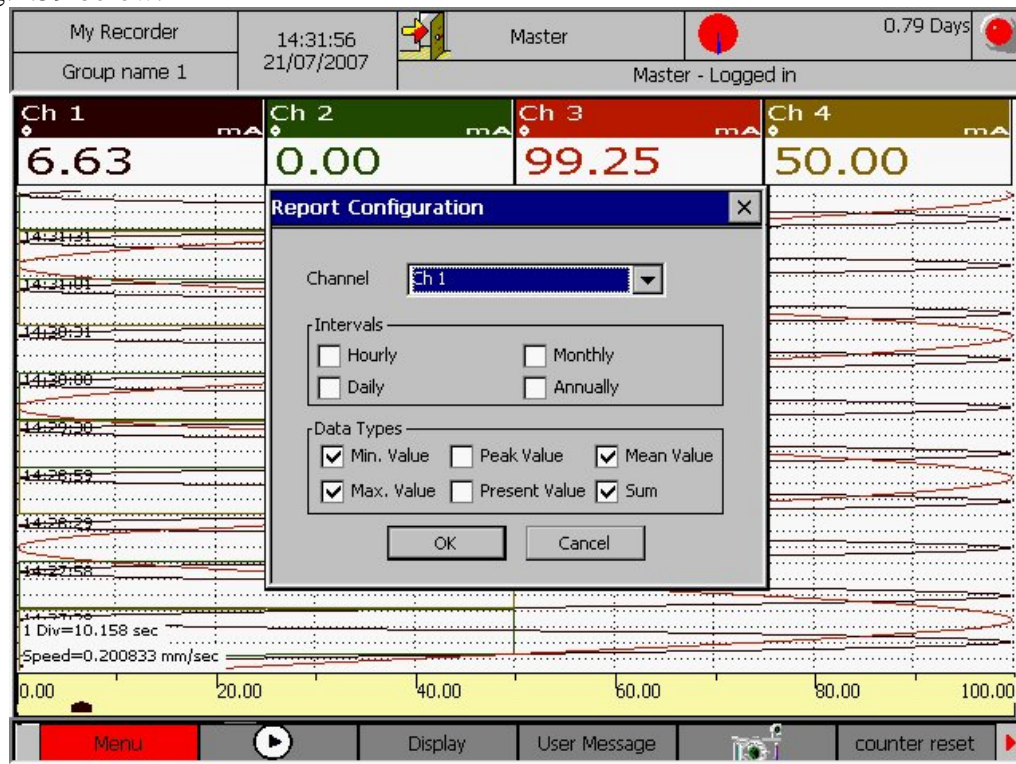 My Recorder
Group name 1
14:31:56
21/07/2007
Master
0.79 Days
Master - Logged in
Ch 1
mA
6.63
Ch 2
mA
0.00
Ch 3
mA
99.25
Ch 4
mA
50.00
Report Configuration
Channel
Ch 1
Intervals
Hourly
Monthly
Daily
Annually
Data Types
Min. Value
Peak Value
Mean Value
Max. Value
Present Value
Sum
OK
Cancel
14:31:31
14:31:01
14:30:31
14:30:00
14:29:30
14:28:59
14:28:29
14:27:58
1 Div=10.158 sec
Speed=0.200833 mm/sec
0.00
20.00
40.00
60.00
80.00
100.00
Menu
Display
User Message
counter reset